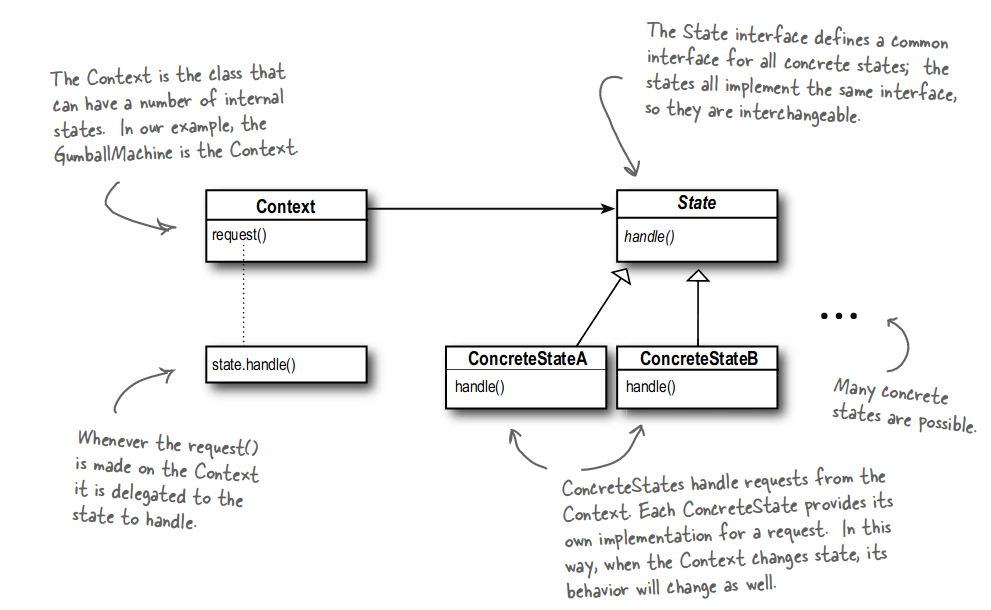 The Context is the class that
can have a number of internal
states. In our example, the
GumballMachine is the Context.
The State interface defines a common
interface for all concrete states; the
states all implement the same interface,
so they are interchangeable.
Context
request()
State
handle()
state.handle()
ConcreteStateA
handle()
ConcreteStateB
handle()
Many concrete
states are possible.
Whenever the request()
is made on the Context
it is delegated to the
state to handle.
ConcreteStates handle requests from the
Context. Each ConcreteState provides its
own implementation for a request. In this
way, when the Context changes state, its
behavior will change as well.